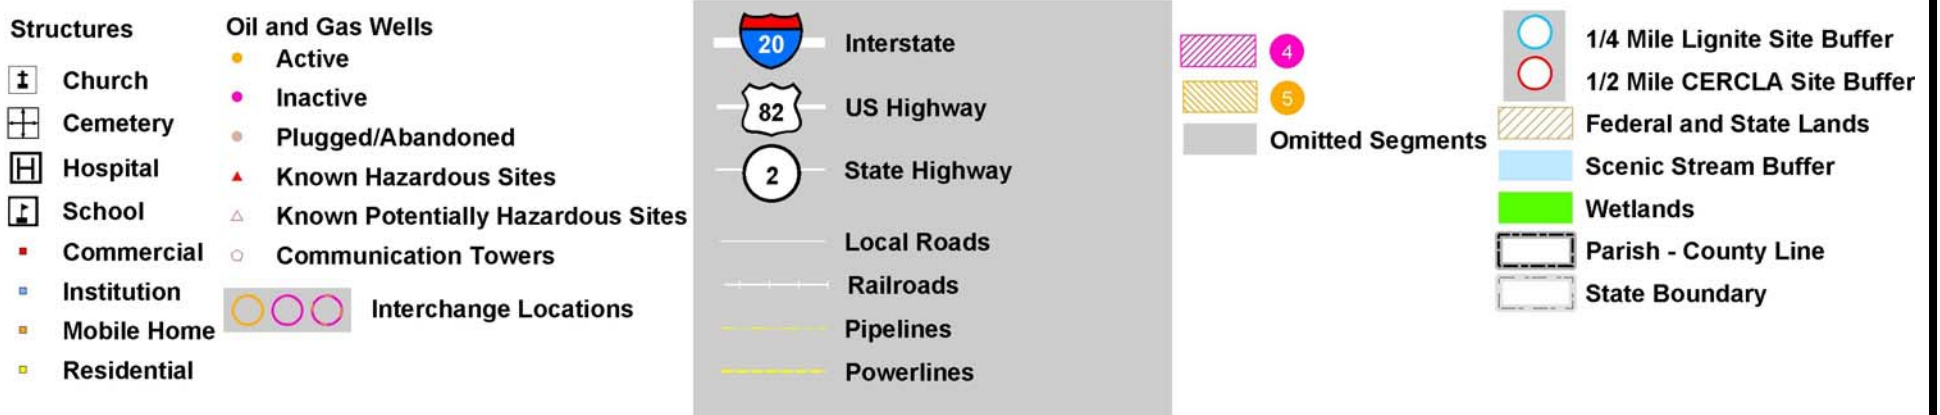 Structures
Church
Cemetery
H
Hospital
School
Commercial
Institution
Mobile Home
Residential
Oil and Gas Wells
Active
Inactive
Plugged/Abandoned
Known Hazardous Sites
Known Potentially Hazardous Sites
Communication Towers
Interchange Locations
20
Interstate
82
US Highway
2
State Highway
Local Roads
Railroads
Pipelines
Powerlines
4
5
Omitted Segments
1/4 Mile Lignite Site Buffer
1/2 Mile CERCLA Site Buffer
Federal and State Lands
Scenic Stream Buffer
Wetlands
Parish - County Line
State Boundary